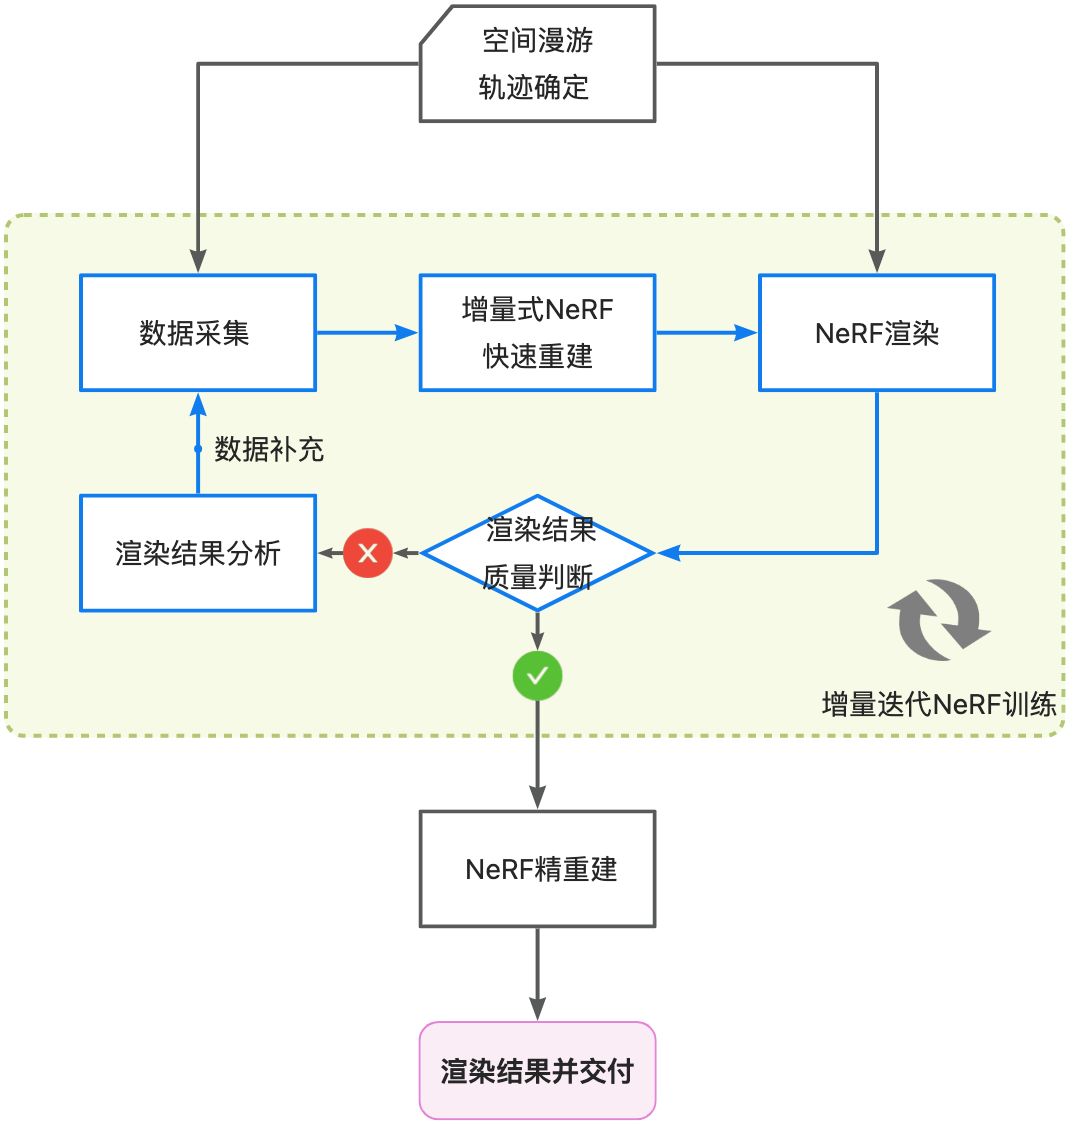 空间漫游
轨迹确定
数据采集
增量式NeRF
快速重建
NeRF渲染
数据补充
渲染结果分析
渲染结果
质量判断
增量迭代NeRF训练
NeRF精重建
渲染结果并交付